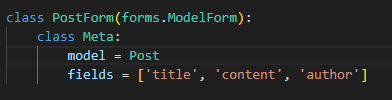 class PostForm(forms.ModelForm):
    class Meta:
        model = Post
        fields = ['title', 'content', 'author']